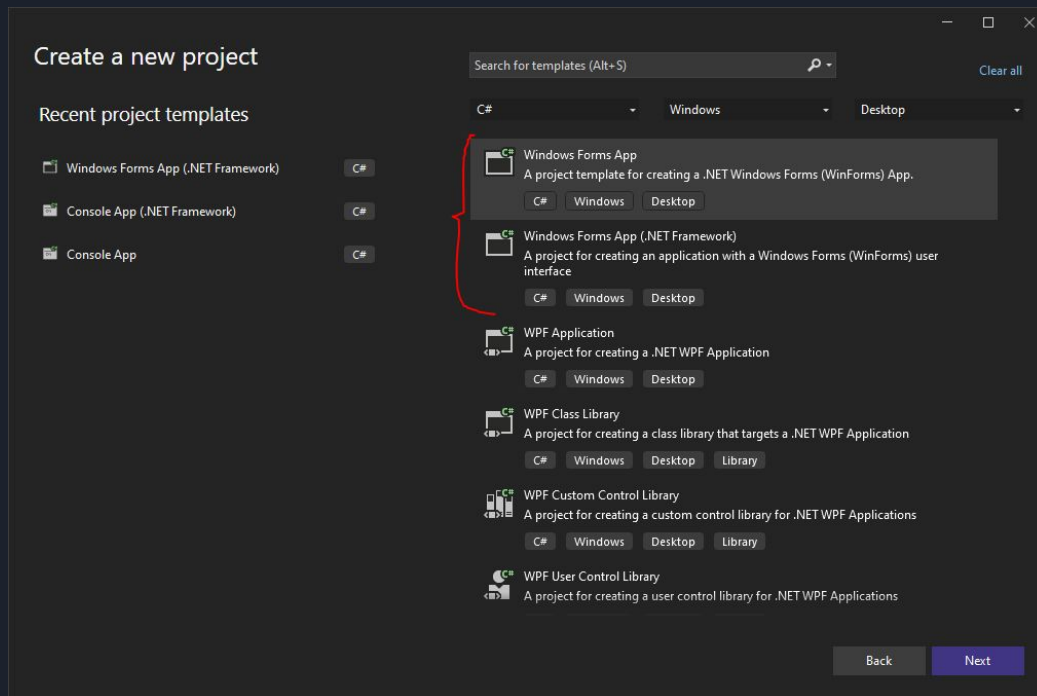 Create a new project
Search for templates (Alt+S)
Clear all
Recent project templates
C#
Windows
Desktop
Windows Forms App (.NET Framework)
C#
Console App (.NET Framework)
C#
Console App
C#
Windows Forms App
A project template for creating a .NET Windows Forms (WinForms) App.
C# Windows Desktop
Windows Forms App (.NET Framework)
A project for creating an application with a Windows Forms (WinForms) user
interface
C# Windows Desktop
WPF Application
A project for creating a .NET WPF Application
C# Windows Desktop
WPF Class Library
A project for creating a class library that targets a .NET WPF Application
C# Windows Desktop Library
WPF Custom Control Library
A project for creating a custom control library for .NET WPF Applications
C# Windows Desktop Library
WPF User Control Library
A project for creating a user control library for .NET WPF Applications
Back
Next